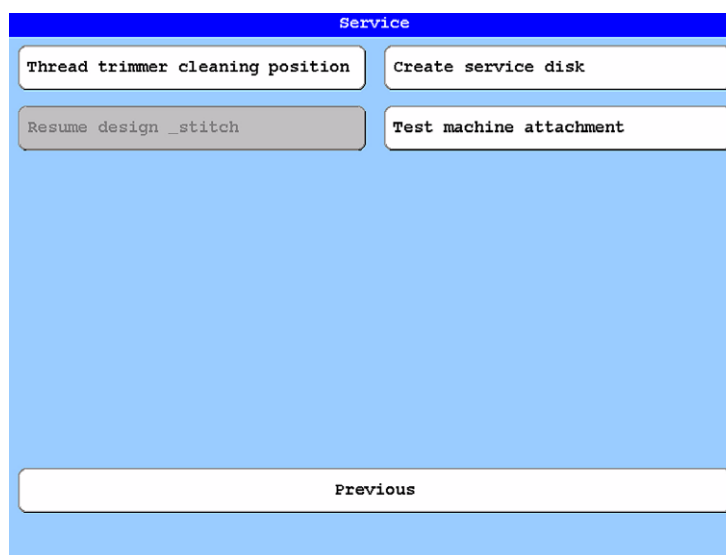 Service
Thread trimmer cleaning position
Create service disk
Resume design _stitch
Test machine attachment
Previous